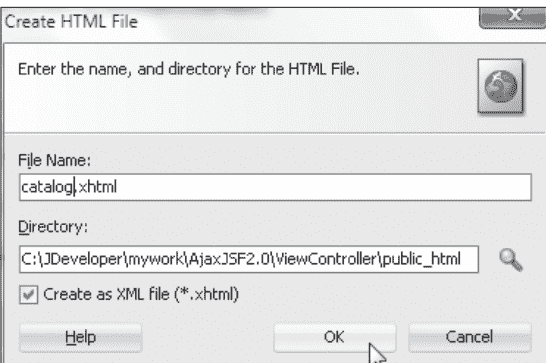 Create HTML File
Enter the name, and directory for the HTML File.
File Name:
catalog.xhtml
Directory:
C:\JDeveloper\mywork\AjaxJSF2.0\ViewController\public_html
Create as XML file (*.xhtml)
Help OK Cancel